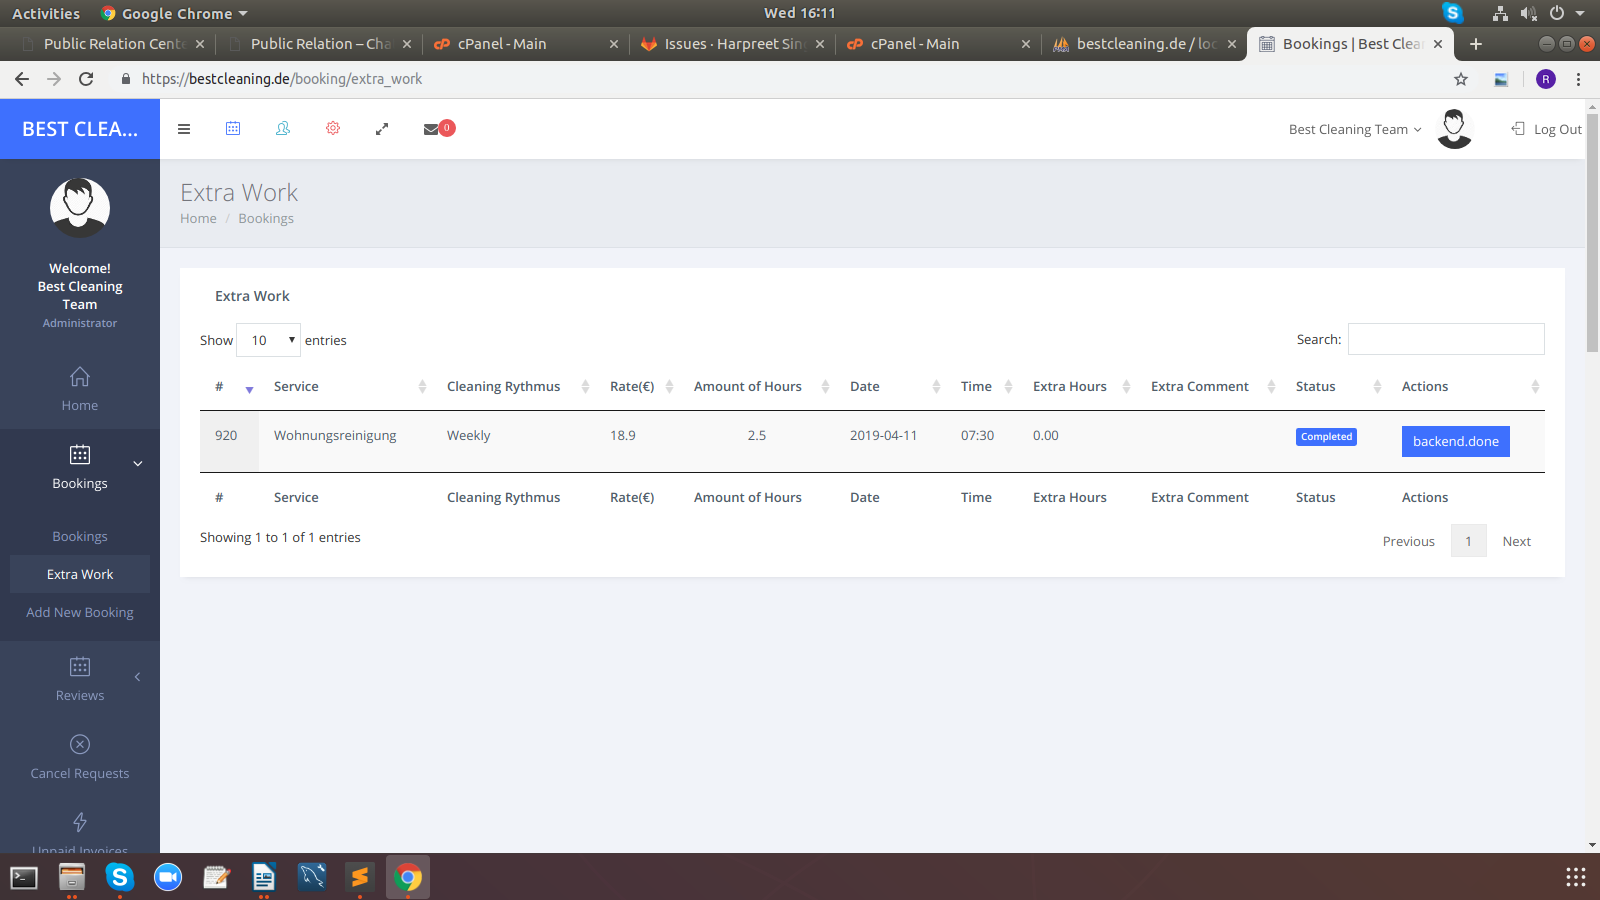 Activities Google Chrome Wed 16:11
Public Relation Cente Public Relation – Cha cPanel - Main Issues · Harpreet Sin cPanel - Main bestcleaning.de / loc Bookings | Best Clea
https://bestcleaning.de/booking/extra_work R
BEST CLEA... 0 Best Cleaning Team Log Out
Extra Work
Home / Bookings
Welcome!
Best Cleaning
Team
Administrator
Home
Bookings
Bookings
Extra Work
Add New Booking
Reviews
Cancel Requests
Unpaid Invoices
Extra Work
Show 10 entries Search:
# Service Cleaning Rythmus Rate(€) Amount of Hours Date Time Extra Hours Extra Comment Status Actions
920 Wohnungsreinigung Weekly 18.9 2.5 2019-04-11 07:30 0.00 Completed backend.done
# Service Cleaning Rythmus Rate(€) Amount of Hours Date Time Extra Hours Extra Comment Status Actions
Showing 1 to 1 of 1 entries Previous 1 Next